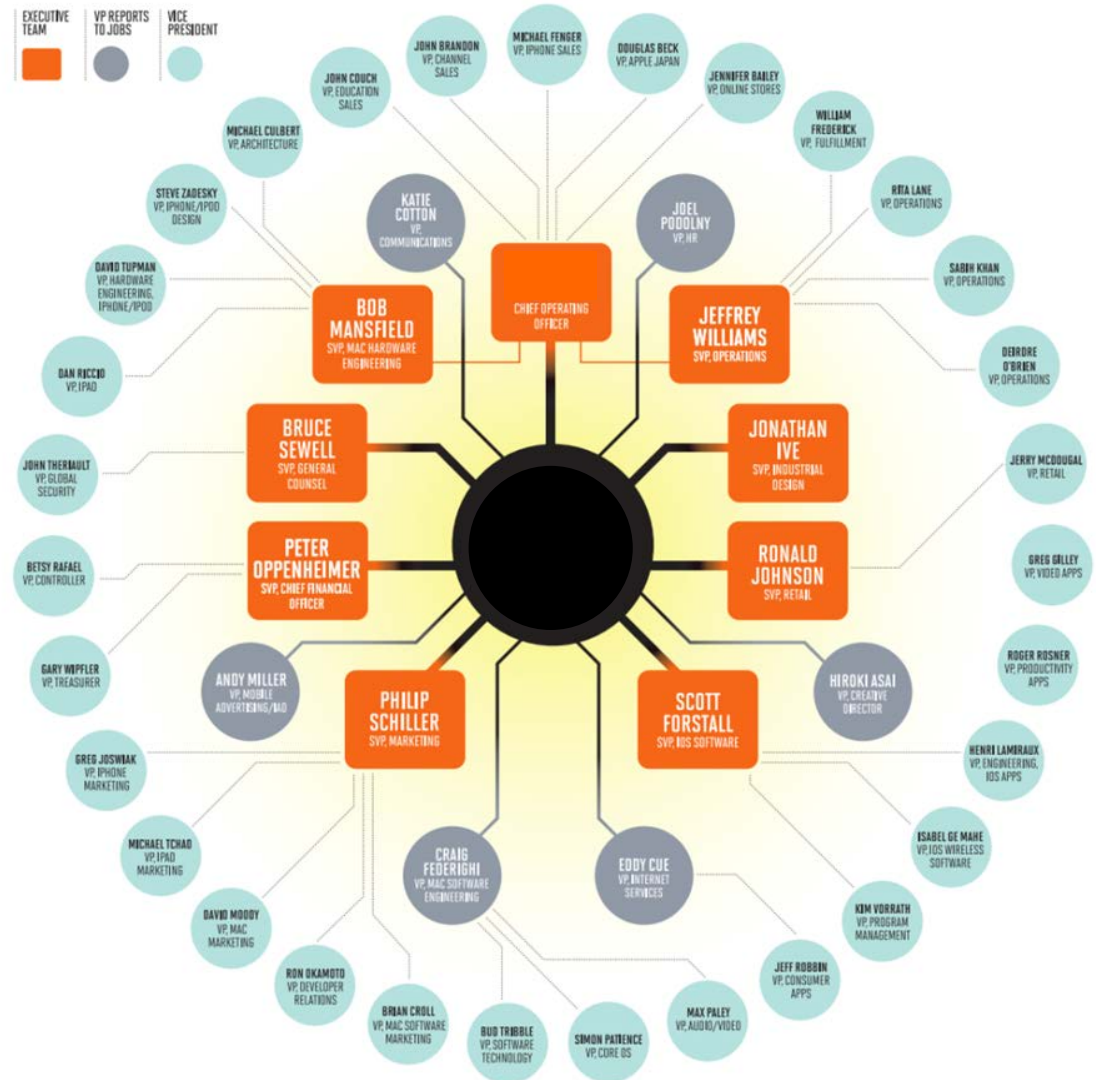 EXECUTIVE
TEAM
VP REPORTS
TO JOBS
VICE
PRESIDENT
MICHAEL FENGER
VP, IPHONE SALES
JOHN BRANDON
VP, CHANNEL
SALES
DOUGLAS BECK
VP, APPLE JAPAN
JOHN COUCH
VP, EDUCATION
SALES
JENNIFER BAILEY
VP, ONLINE STORES
MICHAEL CULBERT
VP, ARCHITECTURE
WILLIAM
FREDERICK
VP, FULFILLMENT
STEVE ZADESKY
VP, IPHONE/IPOD
DESIGN
KATIE
COTTON
VP,
COMMUNICATIONS
JOEL
PODOLNY
VP, HR
RITA LANE
VP, OPERATIONS
DAVID TUPMAN
VP, HARDWARE
ENGINEERING,
IPHONE/IPOD
SABIH KHAN
VP, OPERATIONS
BOB
MANSFIELD
SVP, MAC HARDWARE
ENGINEERING
CHIEF OPERATING
OFFICER
JEFFREY
WILLIAMS
SVP, OPERATIONS
DAN RICCIO
VP, IPAD
DEIRDRE
O'BRIEN
VP, OPERATIONS
BRUCE
SEWELL
SVP, GENERAL
COUNSEL
JONATHAN
IVE
SVP, INDUSTRIAL
DESIGN
JOHN THERIAULT
VP, GLOBAL
SECURITY
JERRY MCDOUGAL
VP, RETAIL
PETER
OPPENHEIMER
SVP, CHIEF FINANCIAL
OFFICER
RONALD
JOHNSON
SVP, RETAIL
BETSY RAFAEL
VP, CONTROLLER
GREG GILLEY
VP, VIDEO APPS
GARY WIPFLER
VP, TREASURER
ANDY MILLER
VP, MOBILE
ADVERTISING/IAD
HIROKI ASAI
VP, CREATIVE
DIRECTOR
ROGER ROSNER
VP, PRODUCTIVITY
APPS
PHILIP
SCHILLER
SVP, MARKETING
SCOTT
FORSTALL
SVP, IOS SOFTWARE
GREG JOSWIAK
VP, IPHONE
MARKETING
HENRI LAMIRAUX
VP, ENGINEERING,
IOS APPS
MICHAEL TCHAO
VP, IPAD
MARKETING
ISABEL GE MAHE
VP, IOS WIRELESS
SOFTWARE
CRAIG
FEDERIGHI
VP, MAC SOFTWARE
ENGINEERING
EDDY CUE
VP, INTERNET
SERVICES
DAVID MOODY
VP, MAC
MARKETING
KIM VORRATH
VP, PROGRAM
MANAGEMENT
RON OKAMOTO
VP, DEVELOPER
RELATIONS
JEFF ROBBIN
VP, CONSUMER
APPS
BRIAN CROLL
VP, MAC SOFTWARE
MARKETING
MAX PALEY
VP, AUDIO/VIDEO
BUD TRIBBLE
VP, SOFTWARE
TECHNOLOGY
SIMON PATIENCE
VP, CORE OS